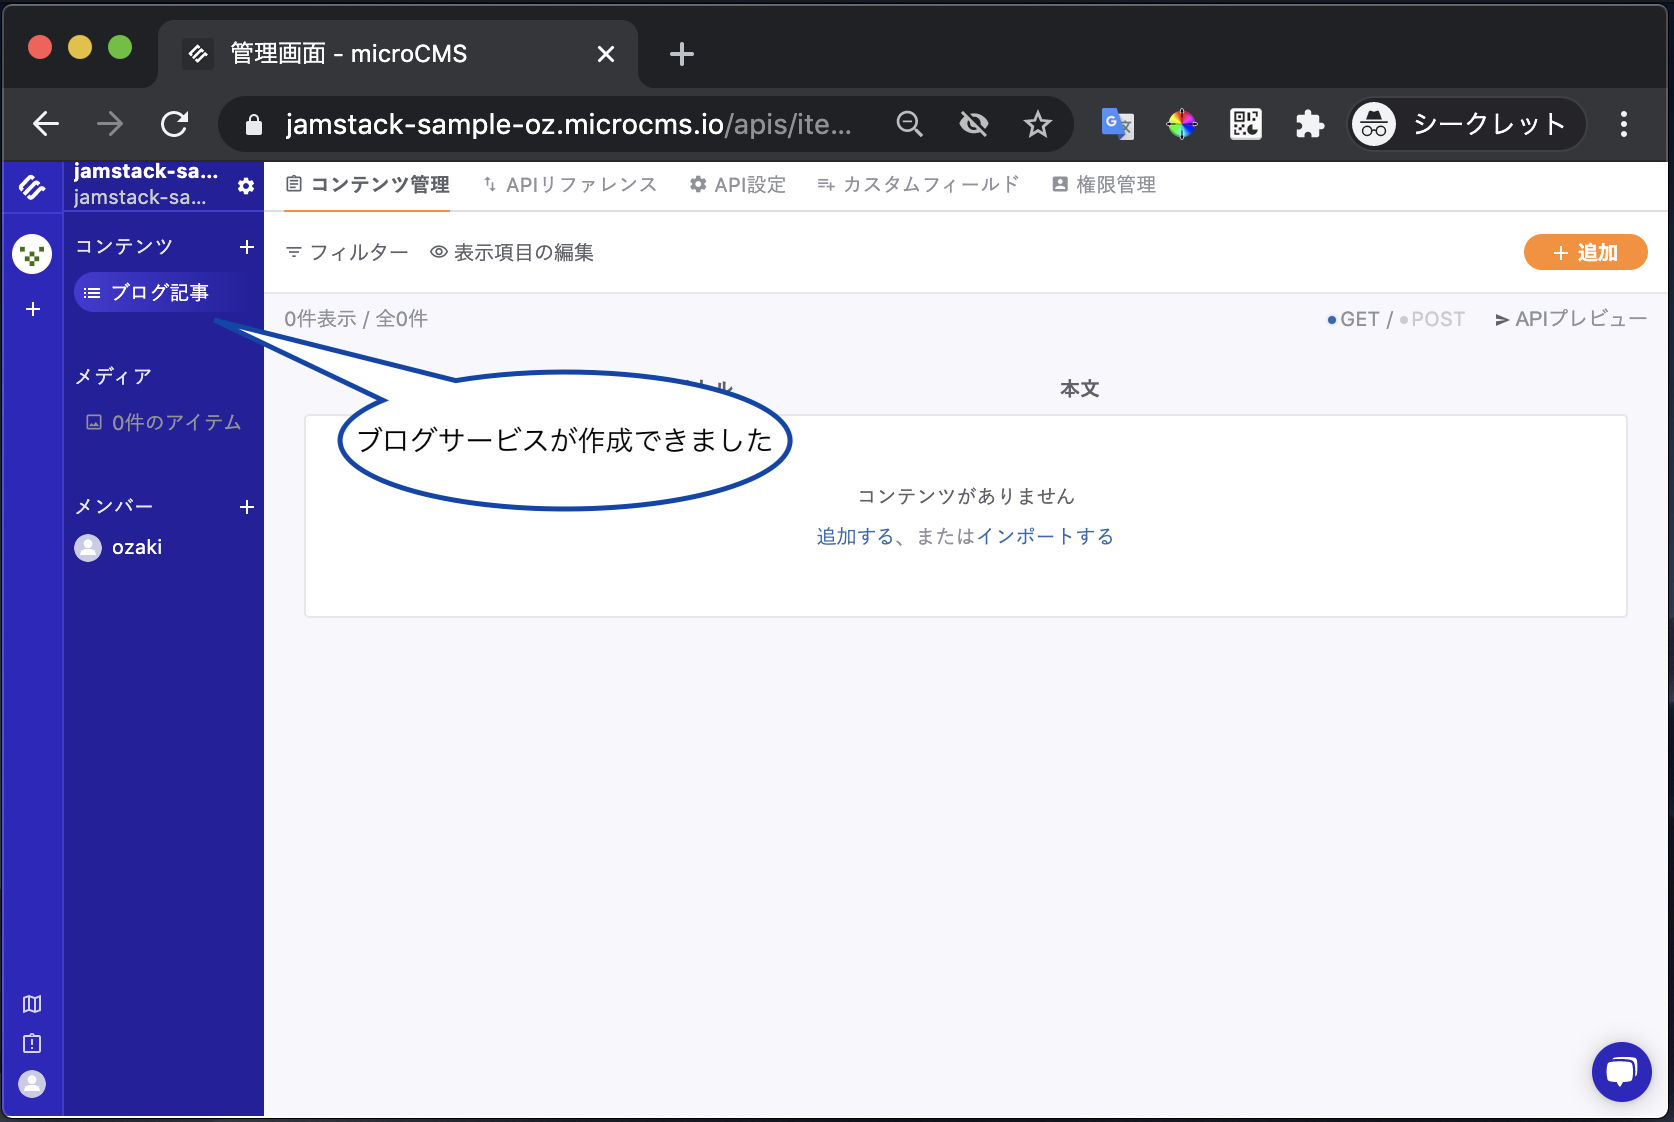 管理画面 - microCMS
jamstack-sample-oz.microcms.io/apis/ite...
シークレット
jamstack-sa...
jamstack-sa...
コンテンツ管理
APIリファレンス
API設定
カスタムフィールド
権限管理
コンテンツ
フィルター
表示項目の編集
追加
ブログ記事
0件表示 / 全0件
GET / POST
APIプレビュー
メディア
0件のアイテム
本文
ブログサービスが作成できました
コンテンツがありません
追加する、またはインポートする
メンバー
ozaki